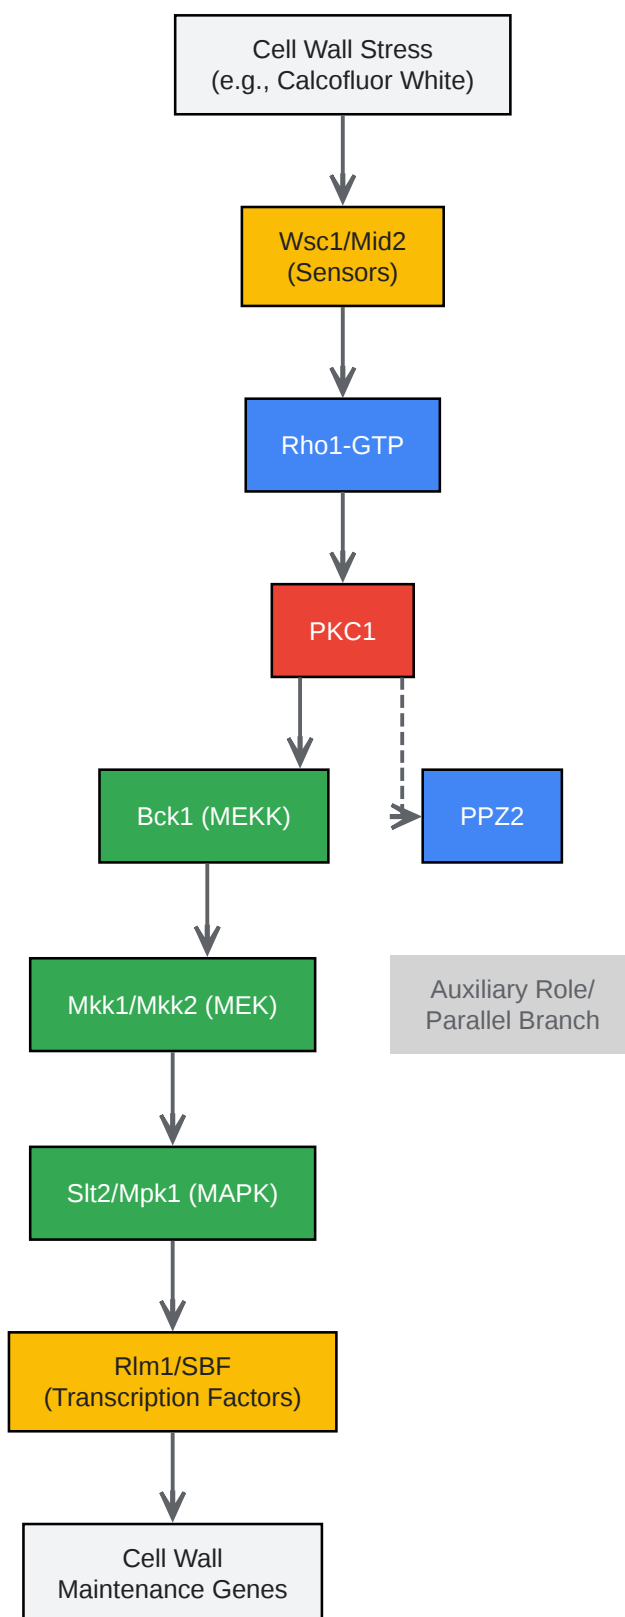 Cell Wall Stress
(e.g., Calcofluor White)
Wsc1/Mid2
(Sensors)
Rho1-GTP
PKC1
Bck1 (MEKK)
PPZ2
Mkk1/Mkk2 (MEK)
Auxiliary Role/
Parallel Branch
Slt2/Mpk1 (MAPK)
Rlm1/SBF
(Transcription Factors)
Cell Wall
Maintenance Genes